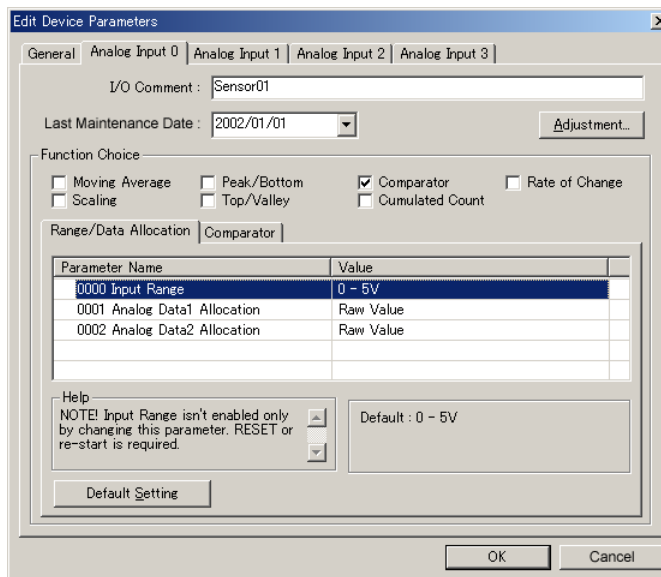 Edit Device Parameters
General Analog Input 0 Analog Input 1 Analog Input 2 Analog Input 3
I/O Comment : Sensor01
Last Maintenance Date : 2002/01/01 Adjustment...
Function Choice
Moving Average Peak/Bottom Comparator Rate of Change
Scaling Top/Valley Cumulated Count
Range/Data Allocation Comparator
Parameter Name Value
0000 Input Range 0 - 5V
0001 Analog Data1 Allocation Raw Value
0002 Analog Data2 Allocation Raw Value
Help
NOTE! Input Range isn't enabled only
by changing this parameter. RESET or
re-start is required.
Default : 0 - 5V
Default Setting
OK Cancel